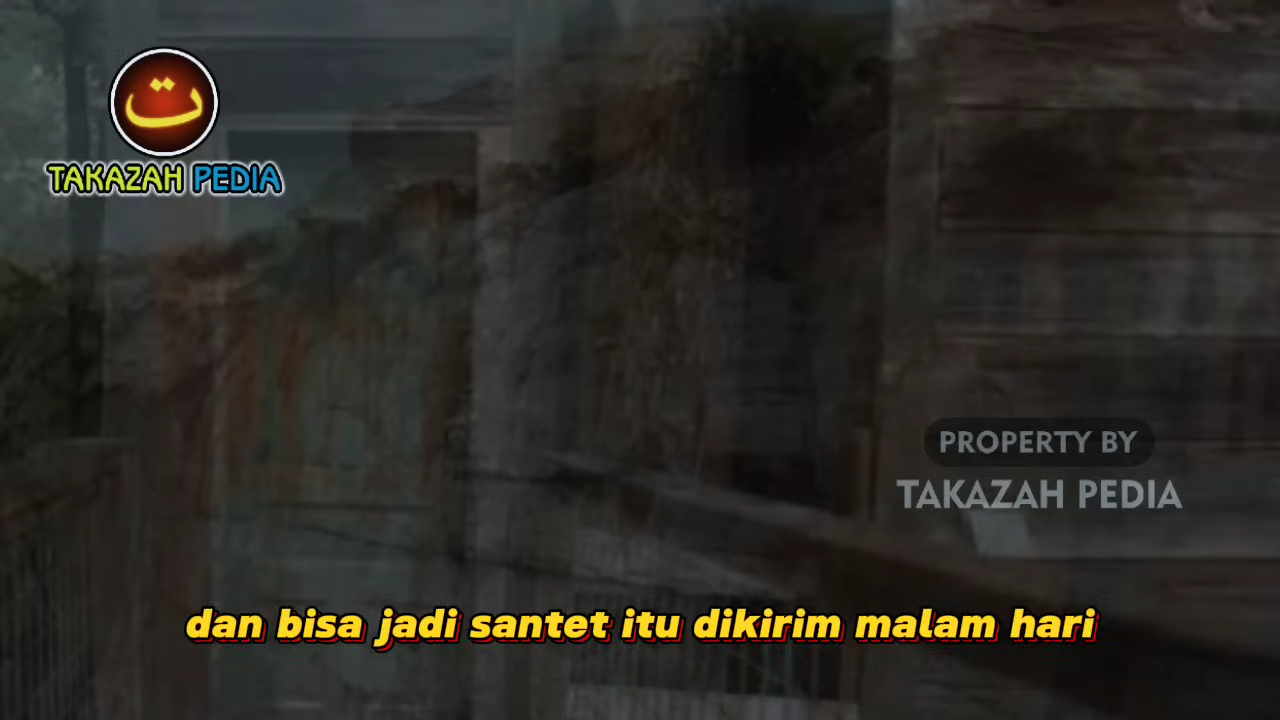 ت
TAKAZAH PEDIA
PROPERTY BY
TAKAZAH PEDIA
dan bisa jadi santet itu dikirim malam hari